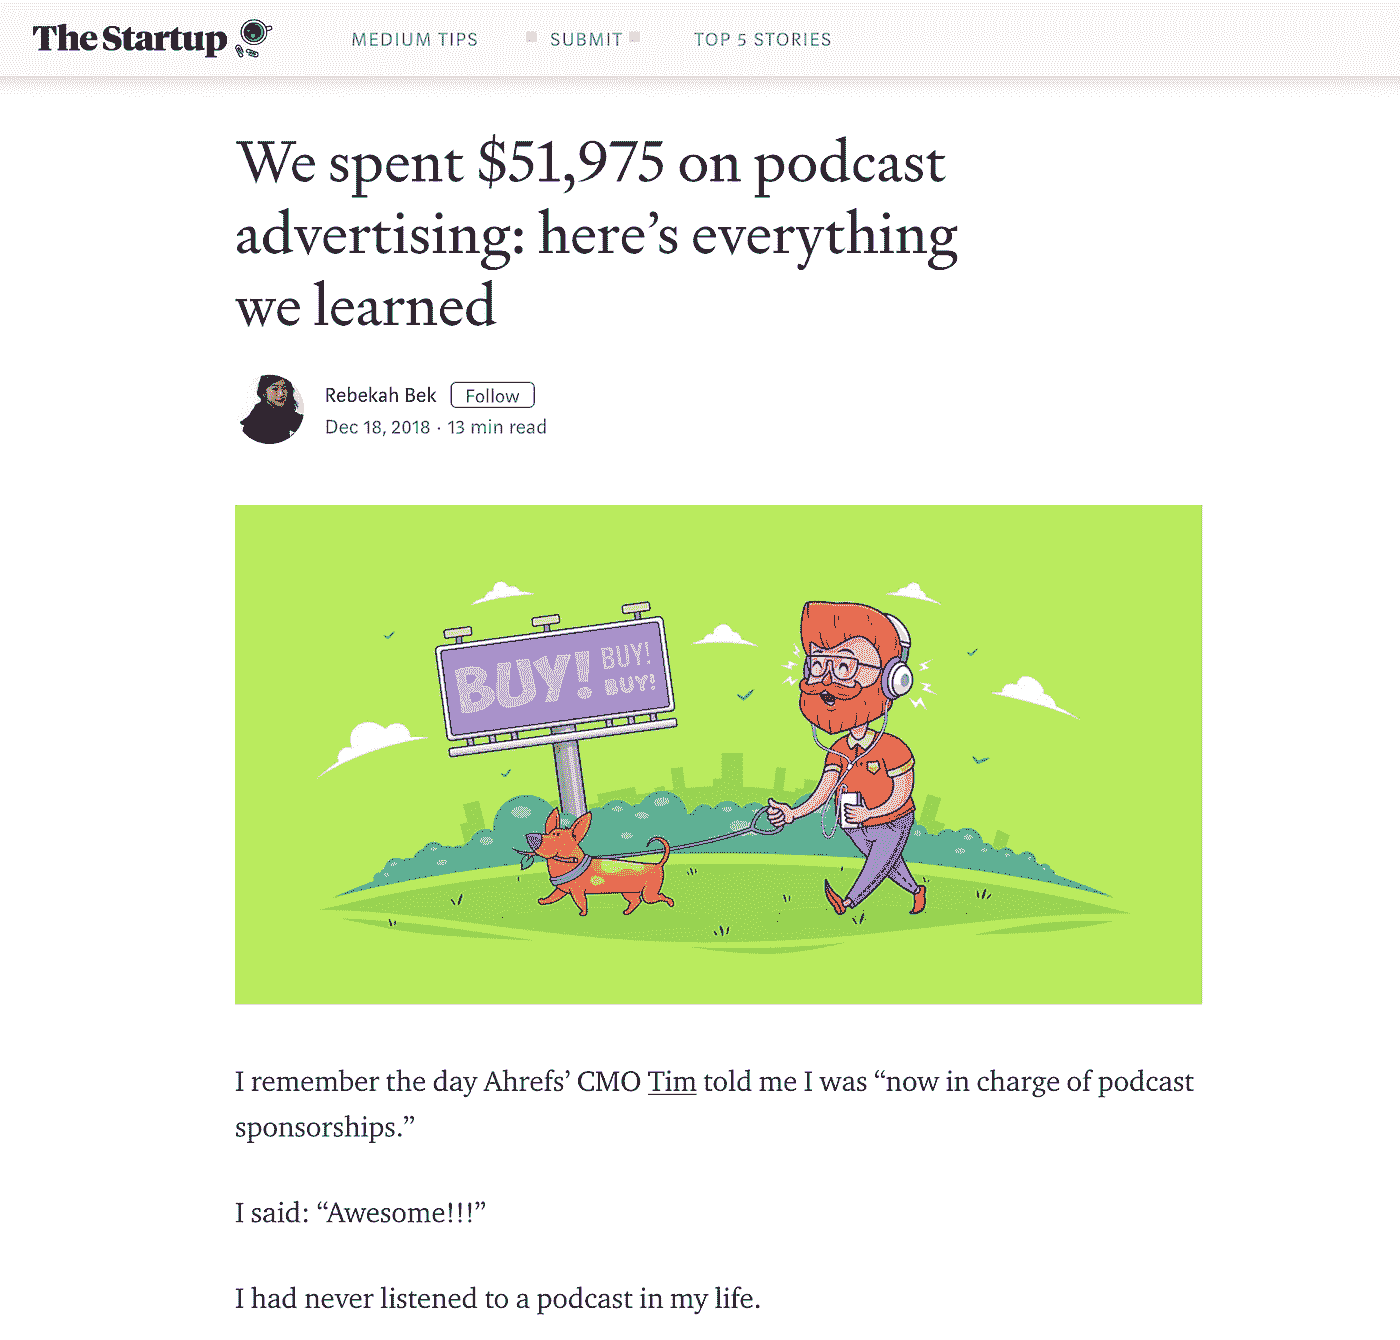 The Startup
MEDIUM TIPS
SUBMIT
TOP 5 STORIES
We spent $51,975 on podcast
advertising: here’s everything
we learned
Rebekah Bek
Follow
Dec 18, 2018 · 13 min read
BUY! BUY!
BUY!
I remember the day Ahrefs’ CMO Tim told me I was “now in charge of podcast
sponsorships.”
I said: “Awesome!!!”
I had never listened to a podcast in my life.